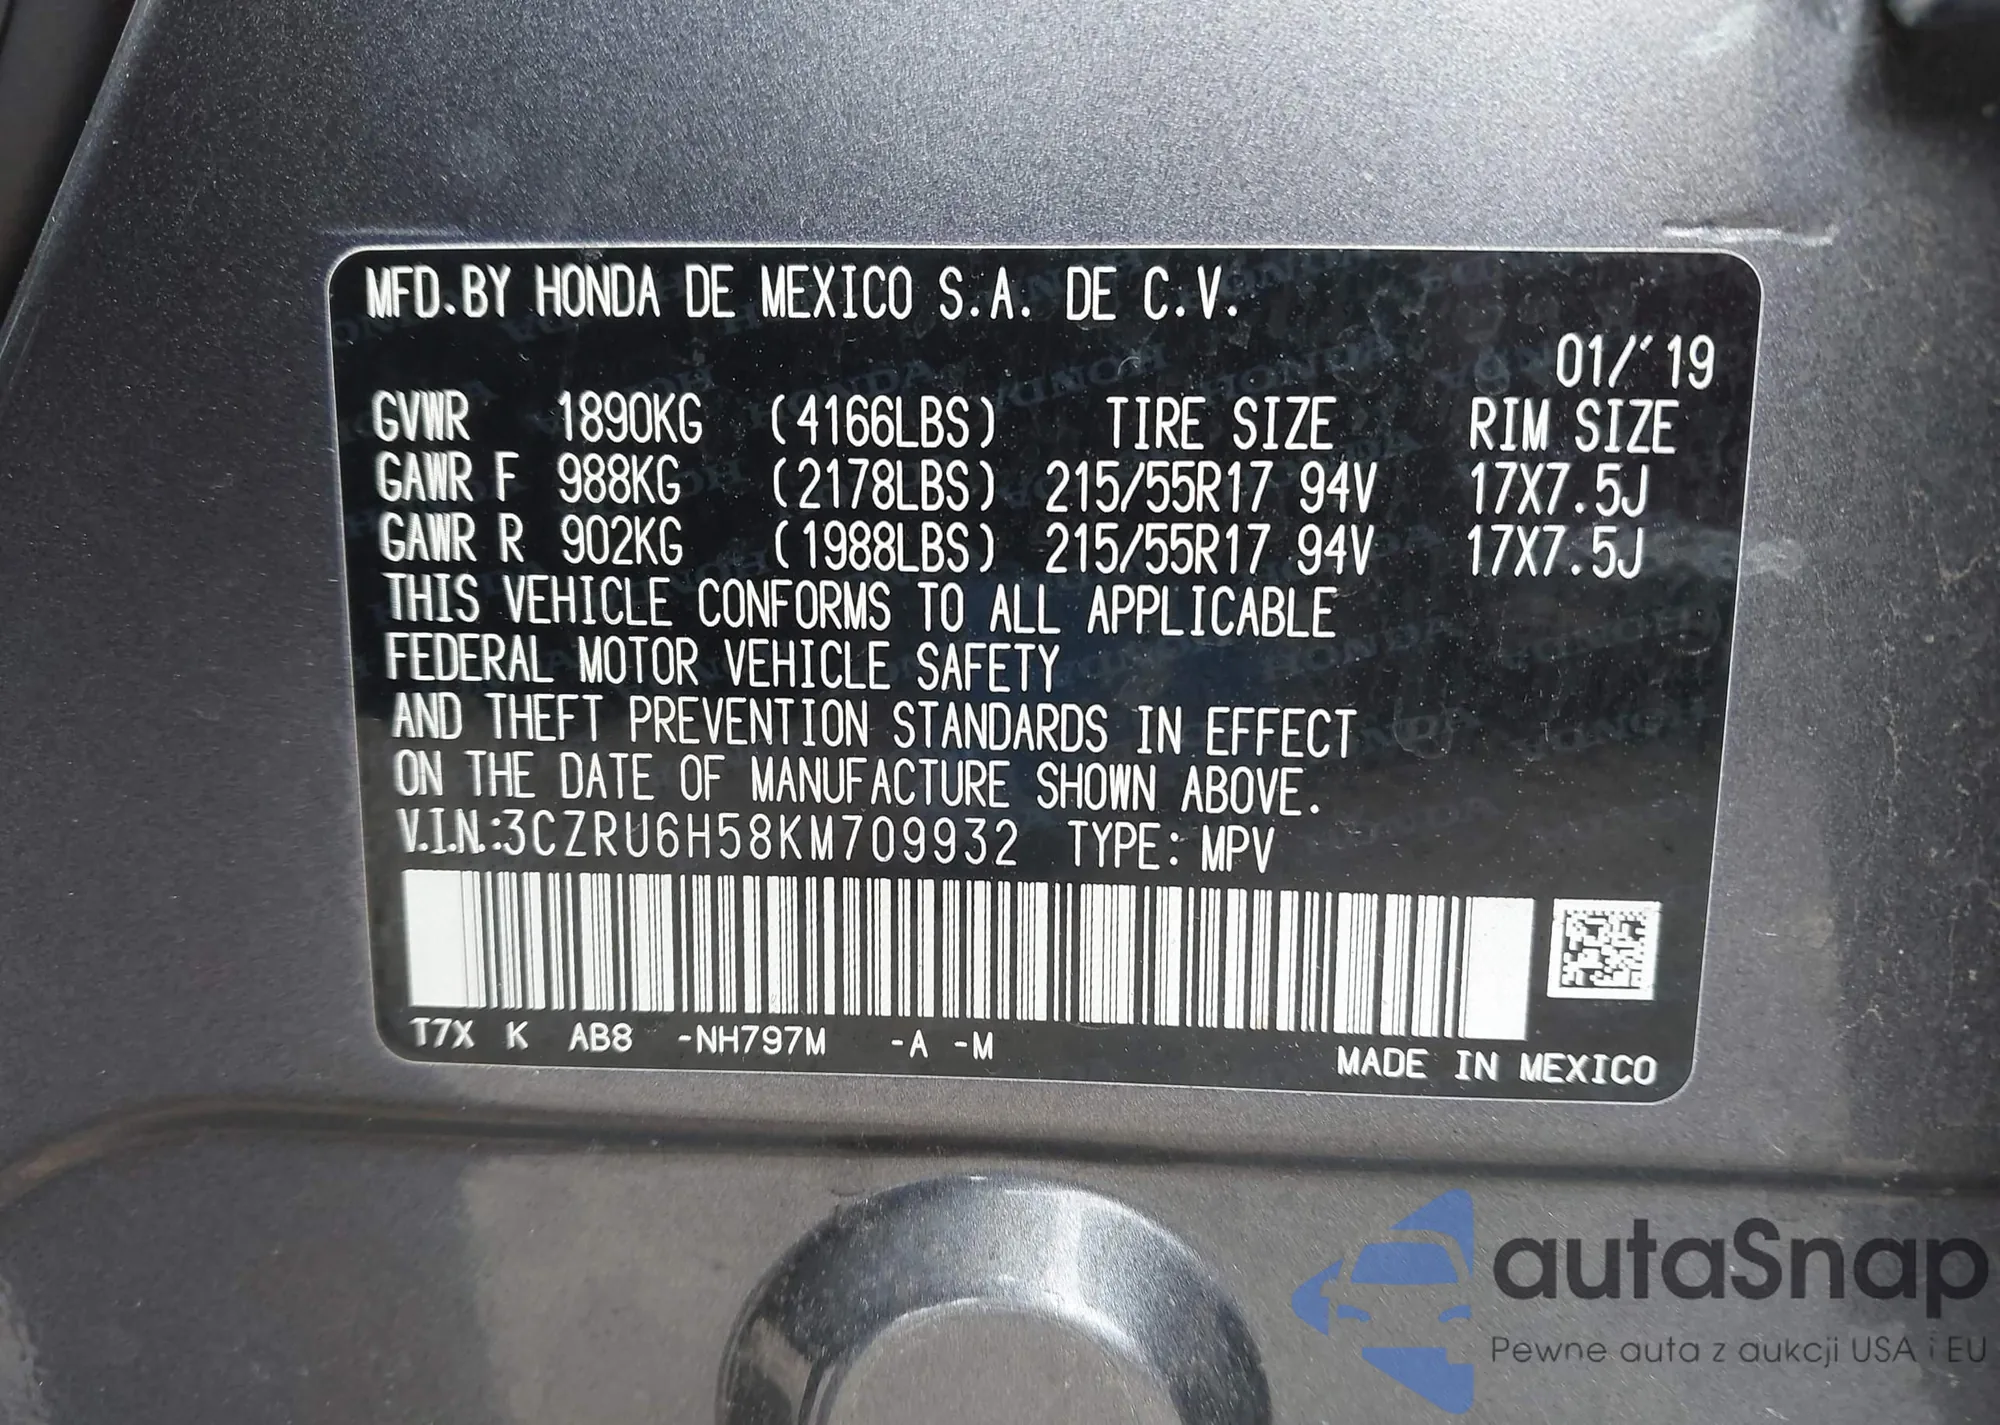 MFD.BY HONDA DE MEXICO S.A. DE C.V.
01/'19
GVWR 1890KG (4166LBS) TIRE SIZE RIM SIZE
GAWR F 988KG (2178LBS) 215/55R17 94V 17X7.5J
GAWR R 902KG (1988LBS) 215/55R17 94V 17X7.5J
THIS VEHICLE CONFORMS TO ALL APPLICABLE
FEDERAL MOTOR VEHICLE SAFETY
AND THEFT PREVENTION STANDARDS IN EFFECT
ON THE DATE OF MANUFACTURE SHOWN ABOVE.
V.I.N.:3CZRU6H58KM709932 TYPE: MPV
T7X K AB8 -NH797M -A -M
MADE IN MEXICO
autaSnap
Pewne auta z aukcji USA i EU